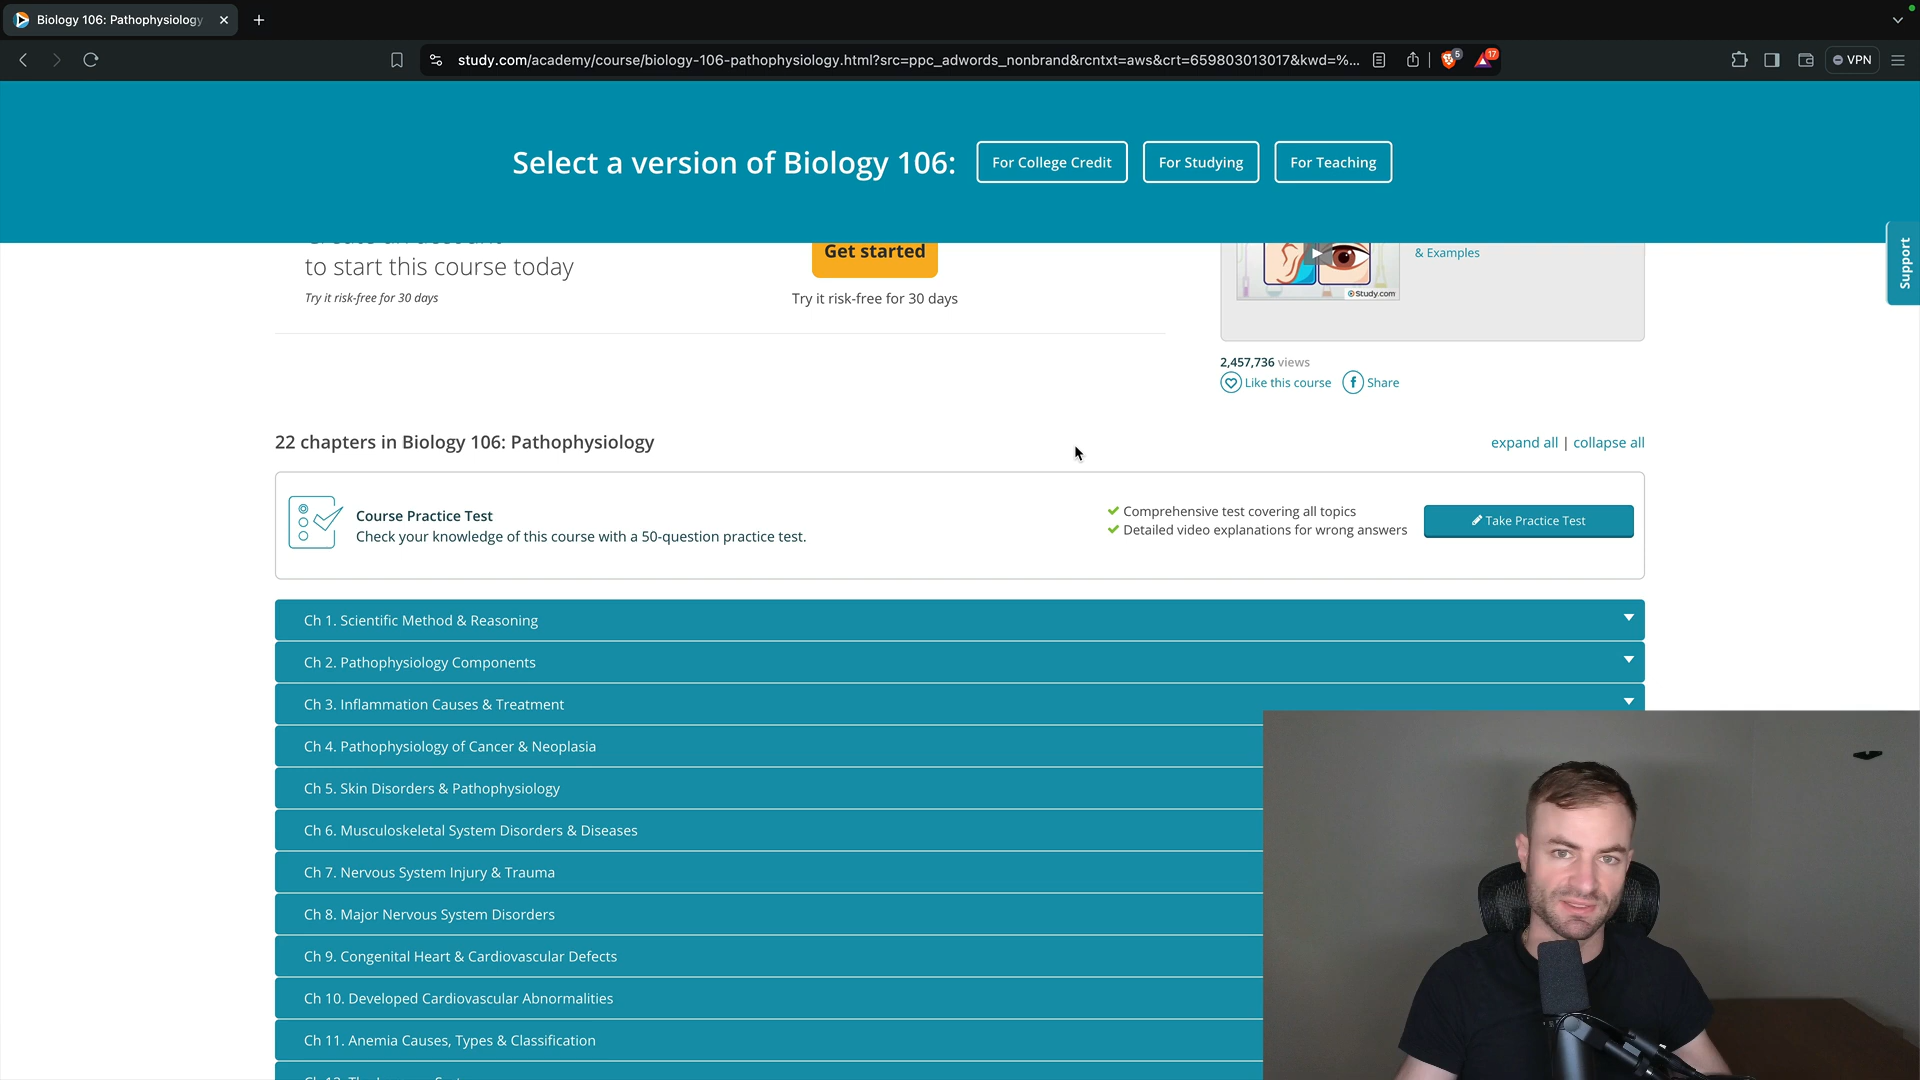 Biology 106: Pathophysiology
study.com/academy/course/biology-106-pathophysiology.html?src=ppc_adwords_nonbrand&rcntxt=aws&crt=659803013017&kwd=%...
5
17
VPN
Select a version of Biology 106:
For College Credit
For Studying
For Teaching
Support
to start this course today
Try it risk-free for 30 days
Get started
Try it risk-free for 30 days
& Examples
Study.com
2,457,736 views
Like this course
Share
22 chapters in Biology 106: Pathophysiology
expand all | collapse all
Course Practice Test
Check your knowledge of this course with a 50-question practice test.
Comprehensive test covering all topics
Detailed video explanations for wrong answers
Take Practice Test
Ch 1. Scientific Method & Reasoning
Ch 2. Pathophysiology Components
Ch 3. Inflammation Causes & Treatment
Ch 4. Pathophysiology of Cancer & Neoplasia
Ch 5. Skin Disorders & Pathophysiology
Ch 6. Musculoskeletal System Disorders & Diseases
Ch 7. Nervous System Injury & Trauma
Ch 8. Major Nervous System Disorders
Ch 9. Congenital Heart & Cardiovascular Defects
Ch 10. Developed Cardiovascular Abnormalities
Ch 11. Anemia Causes, Types & Classification